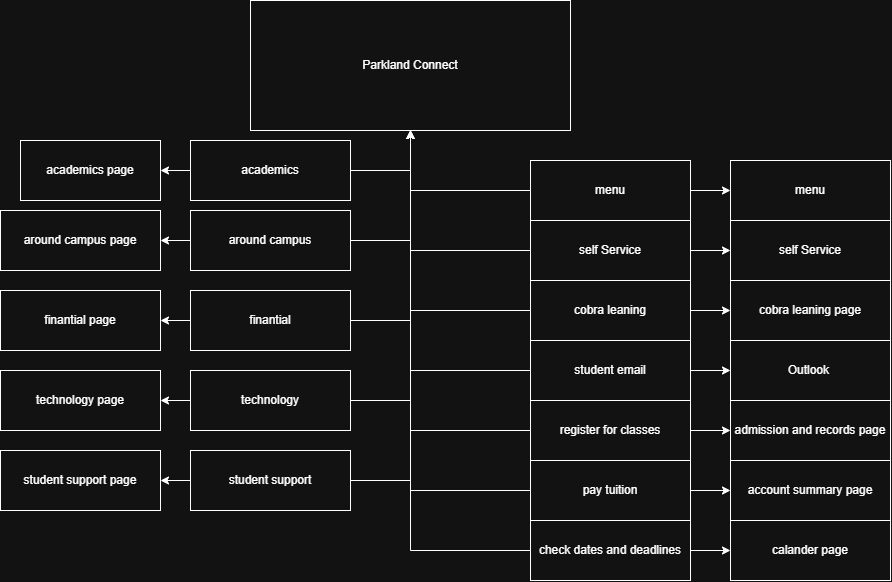 Parkland Connect
academics page
academics
around campus page
around campus
finantial page
finantial
technology page
technology
student support page
student support
menu
menu
self Service
self Service
cobra leaning
cobra leaning page
student email
Outlook
register for classes
admission and records page
pay tuition
account summary page
check dates and deadlines
calander page